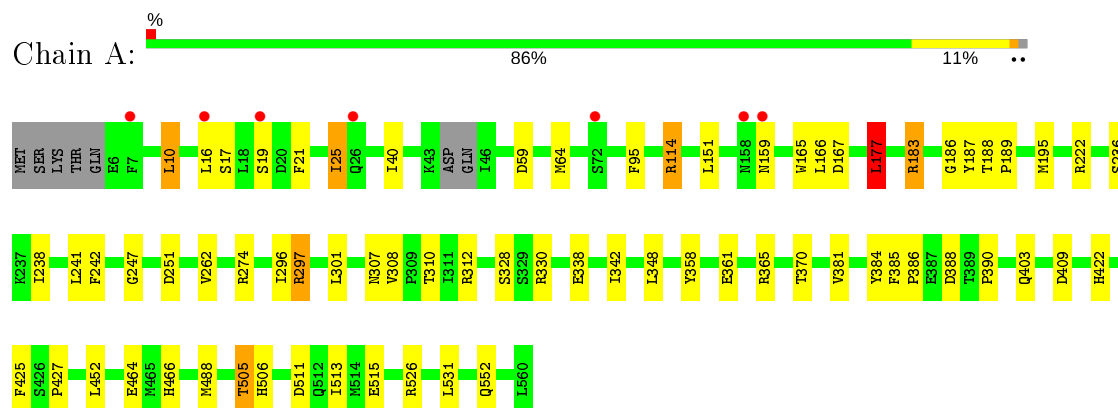 %
Chain A:
86% 11% ••
MET SER LYS THR GLN E6 F7 L10 L16 S17 L18 S19 D20 F21 I25 Q26 I40 K43 ASP GLN I46 D59 M64 S72 F95 R114 L151 N158 N159 W165 L166 D167 L177 R183 G186 Y187 T188 P189 M195 R222 S236
K237 I238 L241 F242 G247 D251 V262 R274 I296 R297 L301 N307 V308 P309 T310 I311 R312 S328 S329 R330 E338 I342 L348 Y358 E361 R365 T370 V381 Y384 F385 P386 E387 D388 T389 P390 Q403 D409 H422
F425 S426 P427 L452 E464 M465 H466 M488 T505 H506 D511 Q512 I513 M514 E515 R526 L531 Q552 L560